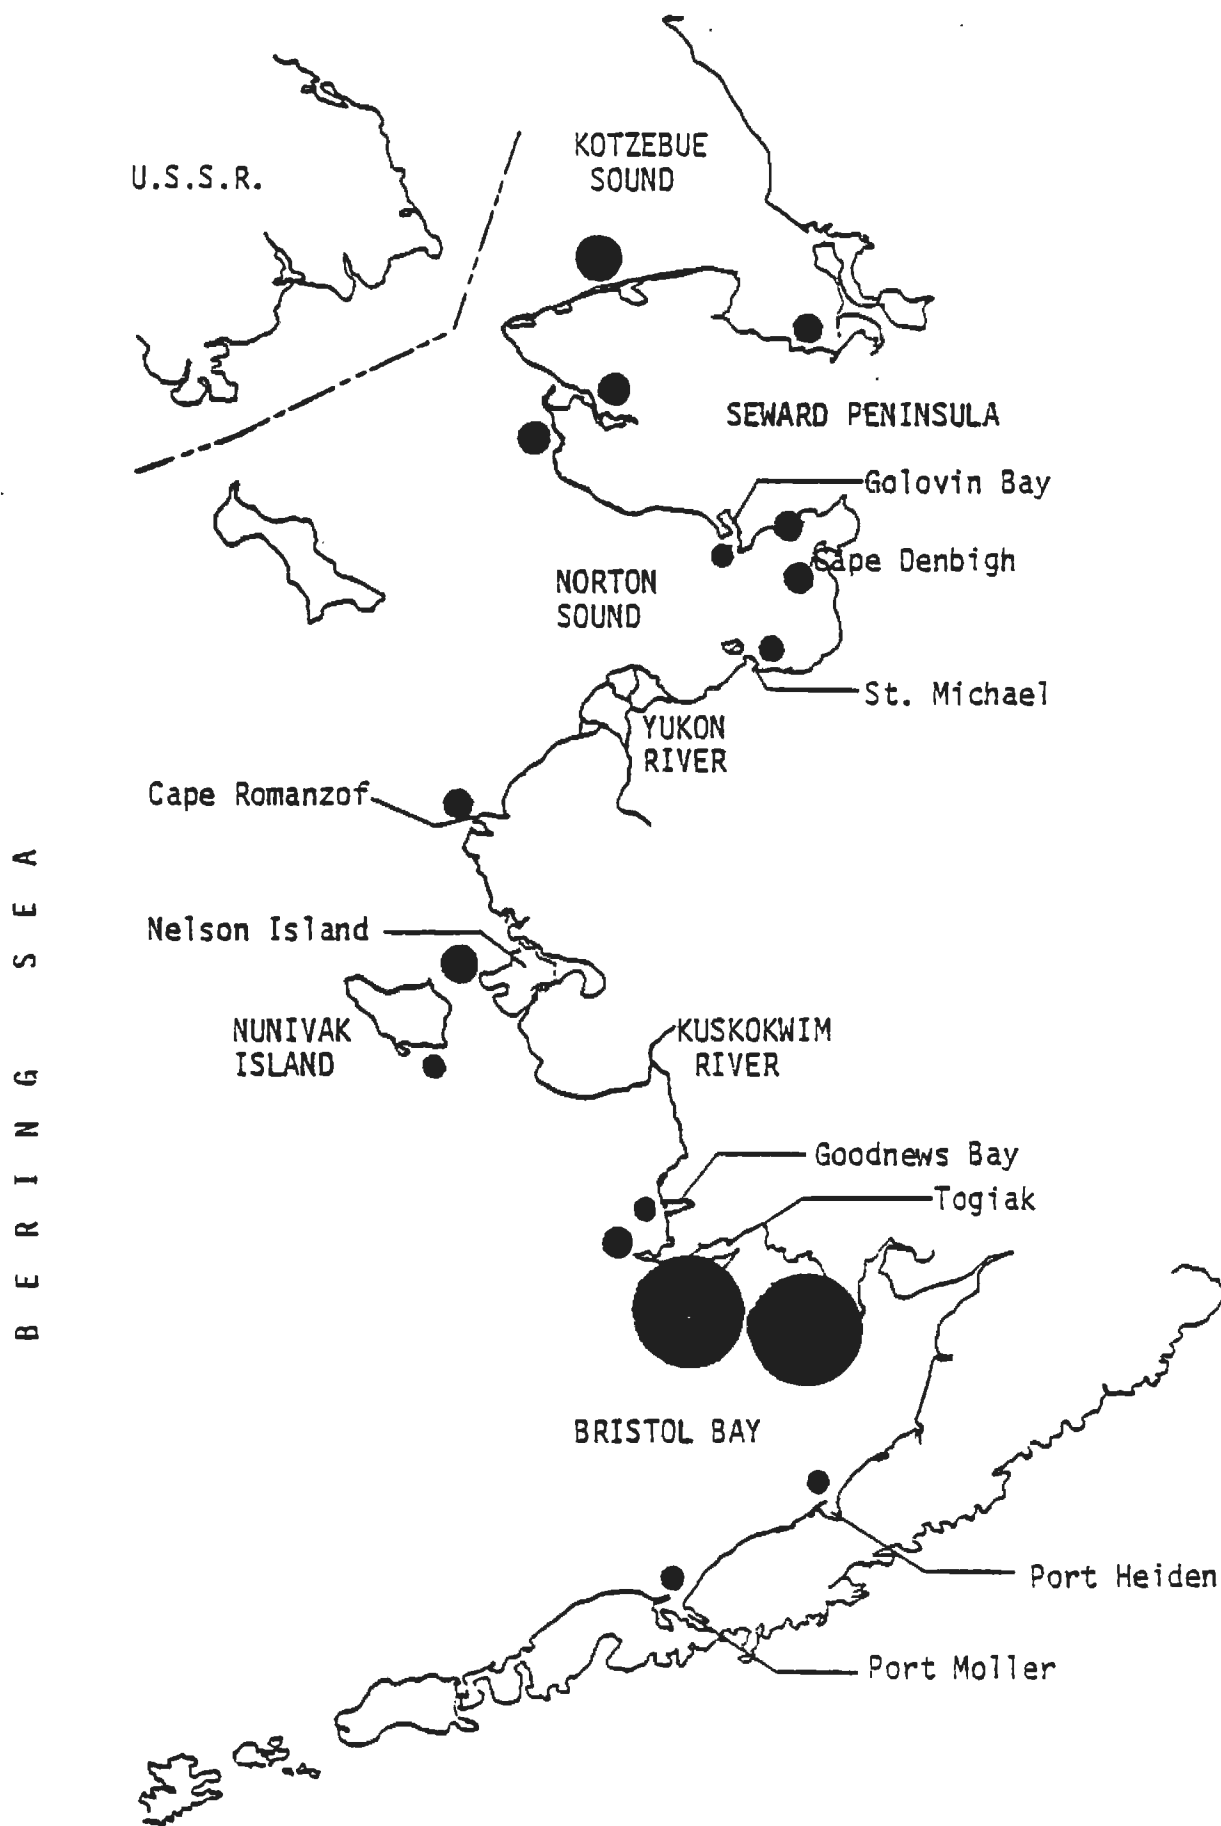 U.S.S.R.
KOTZEBUE
SOUND
SEWARD PENINSULA
Golovin Bay
Cape Denbigh
NORTON
SOUND
St. Michael
YUKON
RIVER
Cape Romanzof
Nelson Island
NUNIVAK
ISLAND
KUSKOKWIM
RIVER
BERING SEA
Goodnews Bay
Togiak
BRISTOL BAY
Port Heiden
Port Moller